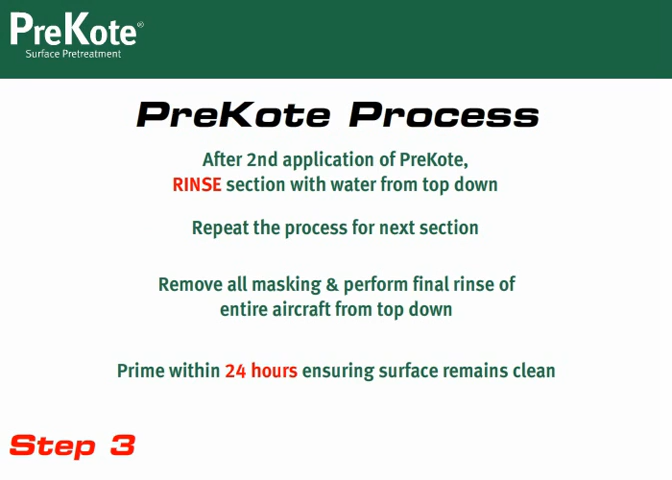 PreKote®
Surface Pretreatment
PreKote Process
After 2nd application of PreKote,
RINSE section with water from top down
Repeat the process for next section
Remove all masking & perform final rinse of
entire aircraft from top down
Prime within 24 hours ensuring surface remains clean
Step 3